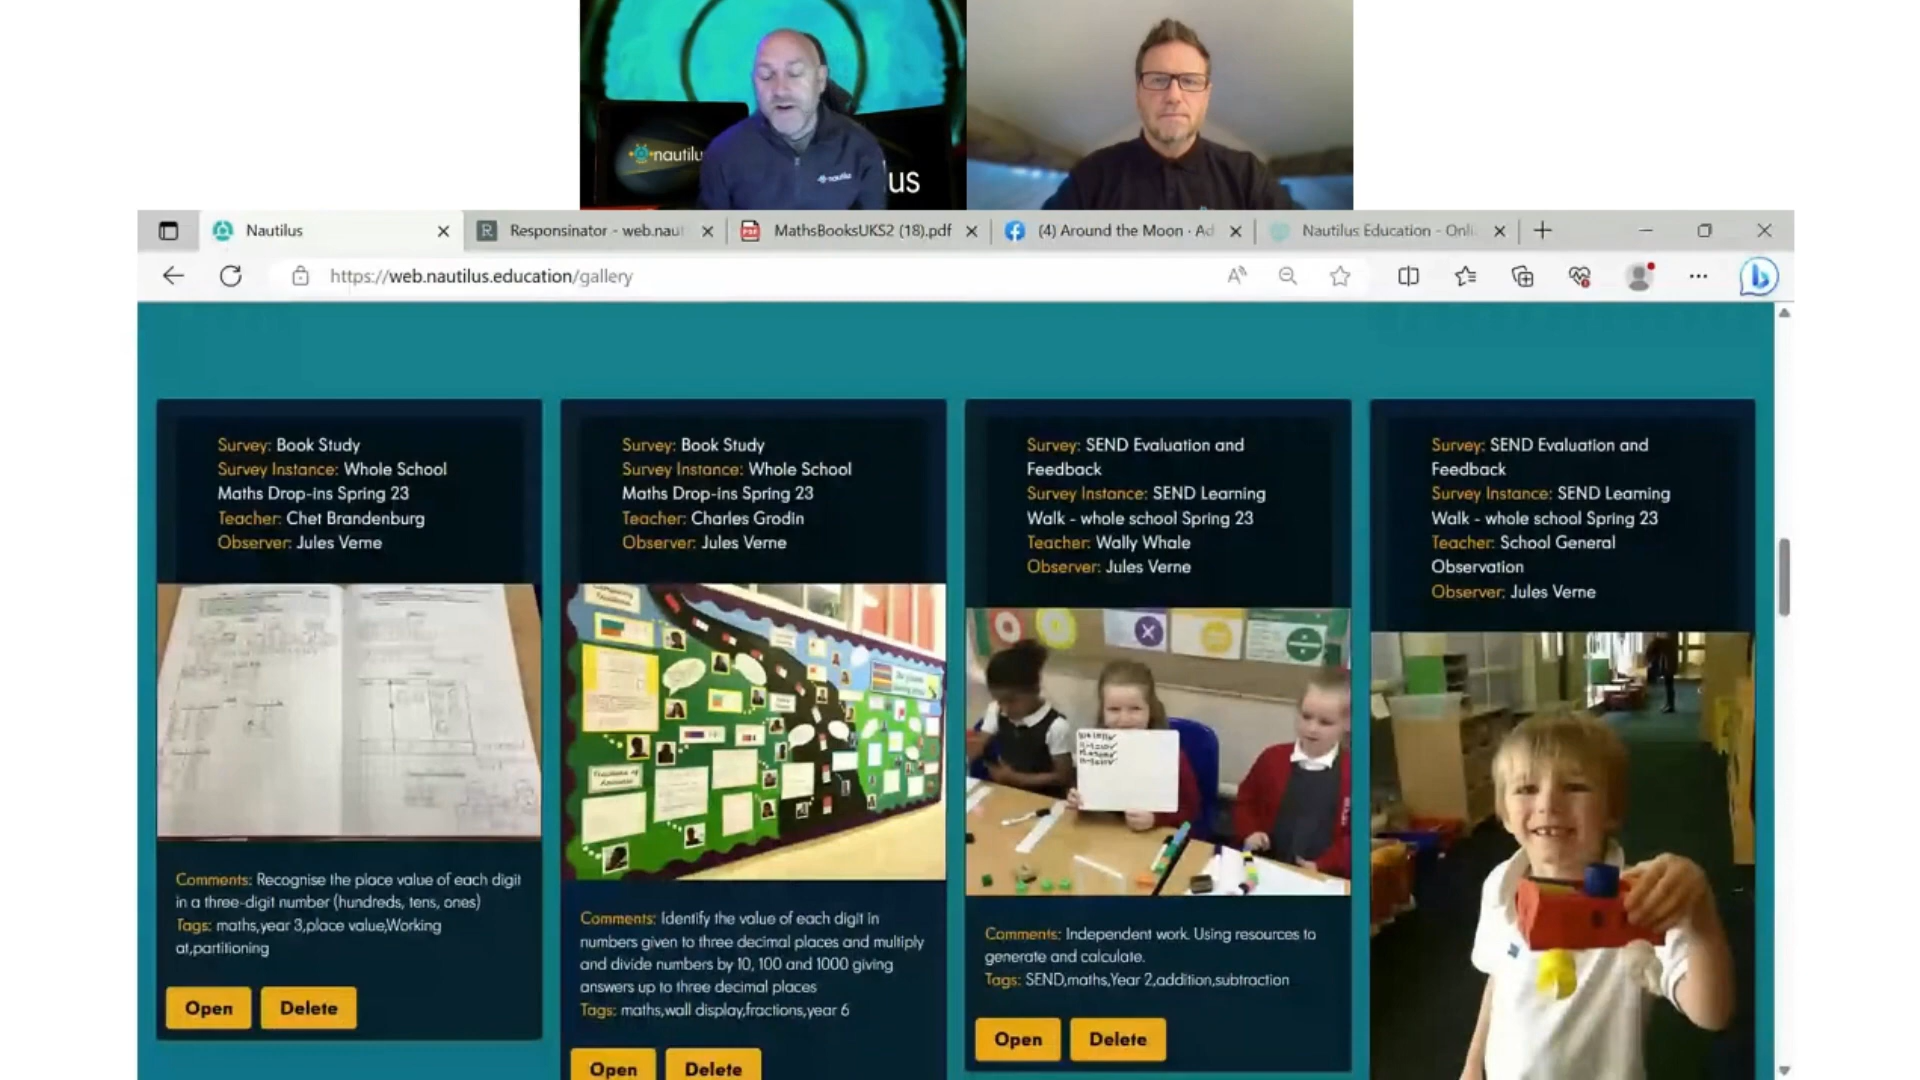 nautilu
nautilus
us
Nautilus
Responsinator - web.nau
MathsBooksUKS2 (18).pdf
(4) Around the Moon · Ad
Nautilus Education - Onli
https://web.nautilus.education/gallery
Survey: Book Study
Survey Instance: Whole School
Maths Drop-ins Spring 23
Teacher: Chet Brandenburg
Observer: Jules Verne
Comments: Recognise the place value of each digit
in a three-digit number (hundreds, tens, ones)
Tags: maths,year 3,place value,Working
at,partitioning
Open
Delete
Survey: Book Study
Survey Instance: Whole School
Maths Drop-ins Spring 23
Teacher: Charles Grodin
Observer: Jules Verne
Comments: Identify the value of each digit in
numbers given to three decimal places and multiply
and divide numbers by 10, 100 and 1000 giving
answers up to three decimal places
Tags: maths,wall display,fractions,year 6
Open
Delete
Survey: SEND Evaluation and
Feedback
Survey Instance: SEND Learning
Walk - whole school Spring 23
Teacher: Wally Whale
Observer: Jules Verne
Comments: Independent work. Using resources to
generate and calculate.
Tags: SEND,maths,Year 2,addition,subtraction
Open
Delete
Survey: SEND Evaluation and
Feedback
Survey Instance: SEND Learning
Walk - whole school Spring 23
Teacher: School General
Observation
Observer: Jules Verne